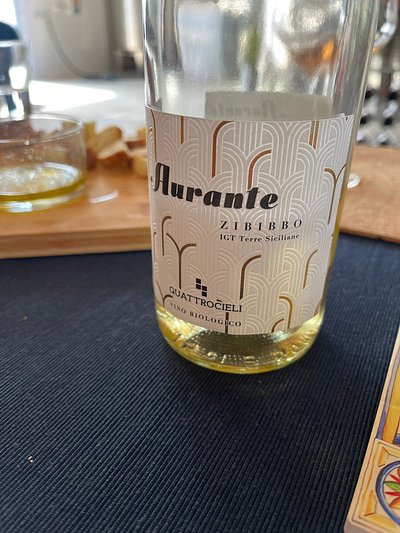 Aurante
ZIBIBBO
IGT Terre Siciliane
QUATTROCIELI
VINO BIOLOGICO